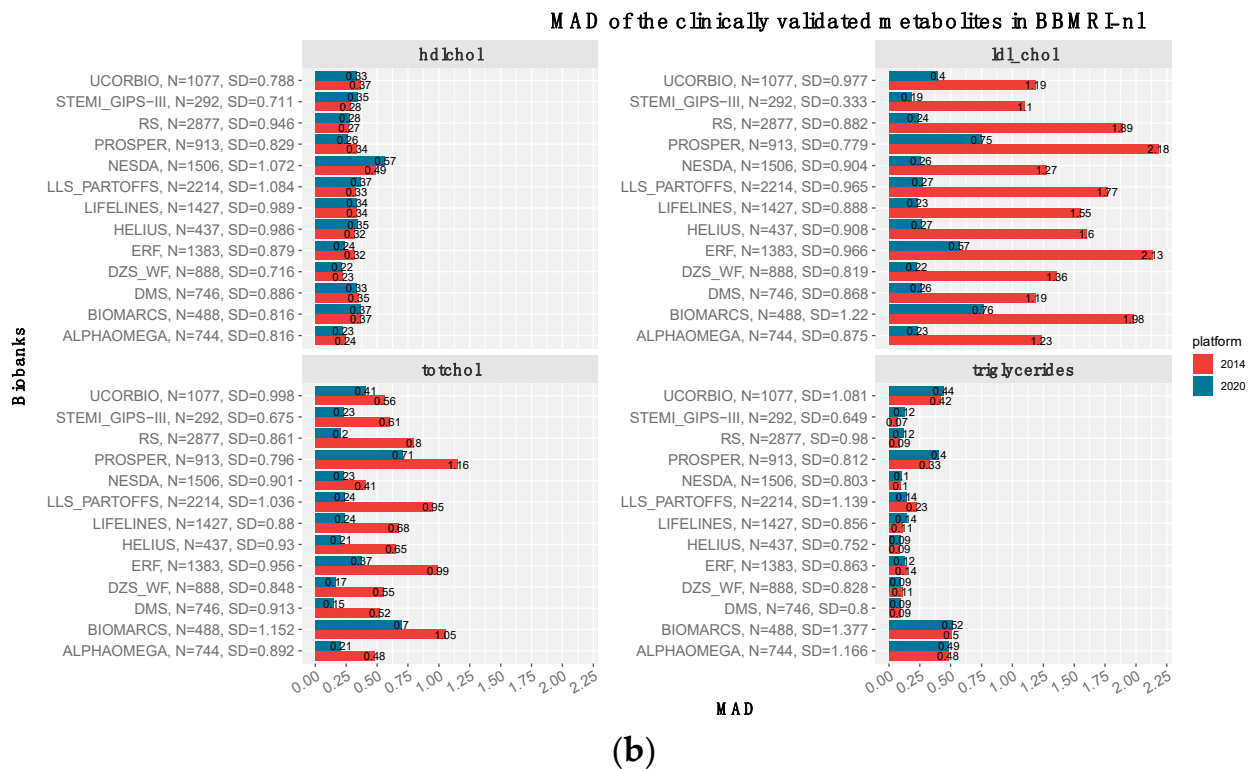 MAD of the clinically validated metabolites in BBMRI-nl
hdlchol
UCORBIO, N=1077, SD=0.788
0.33
0.37
STEMI_GIPS-III, N=292, SD=0.711
0.35
0.28
RS, N=2877, SD=0.946
0.28
0.27
PROSPER, N=913, SD=0.829
0.26
0.34
NESDA, N=1506, SD=1.072
0.57
0.49
LLS_PARTOFFS, N=2214, SD=1.084
0.37
0.33
LIFELINES, N=1427, SD=0.989
0.34
0.34
HELIUS, N=437, SD=0.986
0.35
0.32
ERF, N=1383, SD=0.879
0.24
0.32
DZS_WF, N=888, SD=0.716
0.22
0.23
DMS, N=746, SD=0.886
0.33
0.35
BIOMARCS, N=488, SD=0.819
0.37
0.37
ALPHAOMEGA, N=744, SD=0.816
0.23
0.24
ldl_chol
UCORBIO, N=1077, SD=0.977
0.4
1.19
STEMI_GIPS-III, N=292, SD=0.333
0.19
1.1
RS, N=2877, SD=0.882
0.24
1.89
PROSPER, N=913, SD=0.779
0.75
2.18
NESDA, N=1506, SD=0.904
0.26
1.27
LLS_PARTOFFS, N=2214, SD=0.965
0.27
1.77
LIFELINES, N=1427, SD=0.888
0.23
1.55
HELIUS, N=437, SD=0.908
0.27
1.6
ERF, N=1383, SD=0.966
0.57
2.13
DZS_WF, N=888, SD=0.819
0.22
1.36
DMS, N=746, SD=0.868
0.26
1.19
BIOMARCS, N=488, SD=1.22
0.76
1.98
ALPHAOMEGA, N=744, SD=0.875
0.23
1.23
totchol
UCORBIO, N=1077, SD=0.998
0.41
0.56
STEMI_GIPS-III, N=292, SD=0.675
0.23
0.61
RS, N=2877, SD=0.861
0.2
0.8
PROSPER, N=913, SD=0.796
0.71
1.16
NESDA, N=1506, SD=0.901
0.23
0.41
LLS_PARTOFFS, N=2214, SD=1.036
0.24
0.95
LIFELINES, N=1427, SD=0.88
0.24
0.68
HELIUS, N=437, SD=0.93
0.21
0.65
ERF, N=1383, SD=0.956
0.37
0.99
DZS_WF, N=888, SD=0.848
0.17
0.55
DMS, N=746, SD=0.913
0.15
0.52
BIOMARCS, N=488, SD=1.152
0.7
1.05
ALPHAOMEGA, N=744, SD=0.892
0.21
0.48
0.00 0.25 0.50 0.75 1.00 1.25 1.50 1.75 2.00 2.25
triglycerides
UCORBIO, N=1077, SD=1.081
0.44
0.42
STEMI_GIPS-III, N=292, SD=0.649
0.12
0.07
RS, N=2877, SD=0.98
0.12
0.09
PROSPER, N=913, SD=0.812
0.4
0.33
NESDA, N=1506, SD=0.803
0.1
0.1
LLS_PARTOFFS, N=2214, SD=1.139
0.14
0.23
LIFELINES, N=1427, SD=0.856
0.14
0.11
HELIUS, N=437, SD=0.752
0.09
0.09
ERF, N=1383, SD=0.863
0.12
0.14
DZS_WF, N=888, SD=0.828
0.09
0.11
DMS, N=746, SD=0.8
0.09
0.09
BIOMARCS, N=488, SD=1.377
0.52
0.5
ALPHAOMEGA, N=744, SD=1.166
0.49
0.48
0.00 0.25 0.50 0.75 1.00 1.25 1.50 1.75 2.00 2.25
Biobanks
MAD
platform
2014
2020
(b)